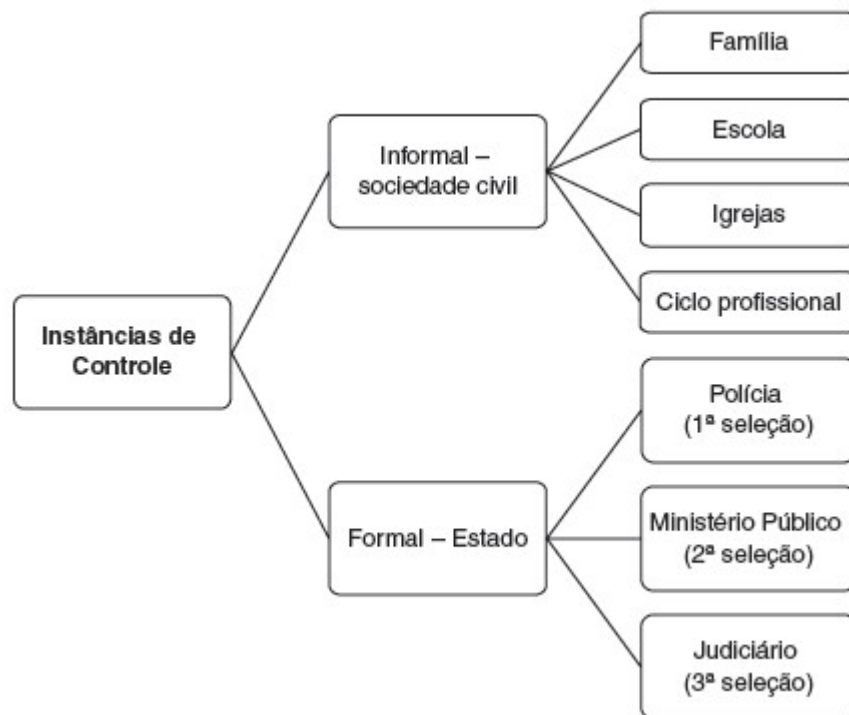 Instâncias de
Controle
Informal –
sociedade civil
Família
Escola
Igrejas
Ciclo profissional
Formal – Estado
Polícia
(1ª seleção)
Ministério Público
(2ª seleção)
Judiciário
(3ª seleção)